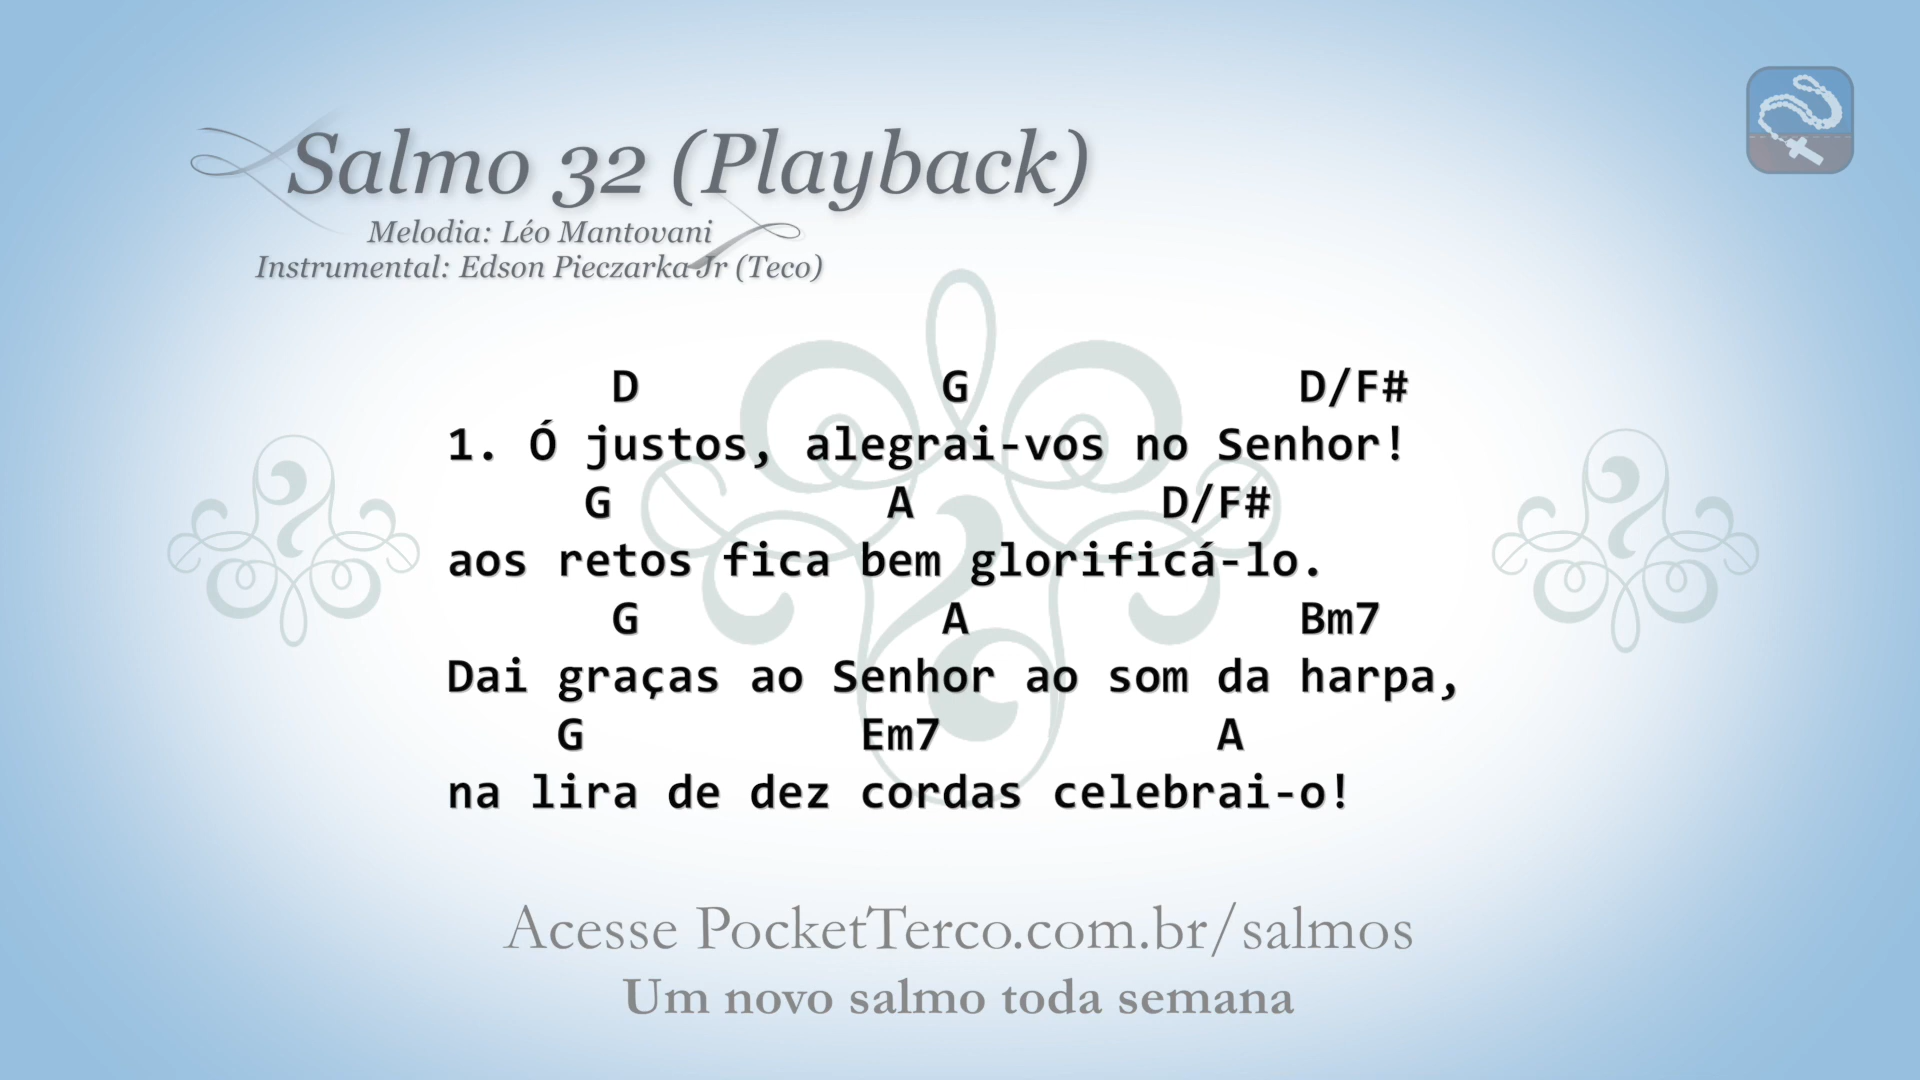 Salmo 32 (Playback)
Melodia: Léo Mantovani
Instrumental: Edson Pieczarka Jr (Teco)
D G D/F#
1. Ó justos, alegrai-vos no Senhor!
G A D/F#
aos retos fica bem glorificá-lo.
G A Bm7
Dai graças ao Senhor ao som da harpa,
G Em7 A
na lira de dez cordas celebrai-o!
Acesse PocketTerco.com.br/salmos
Um novo salmo toda semana